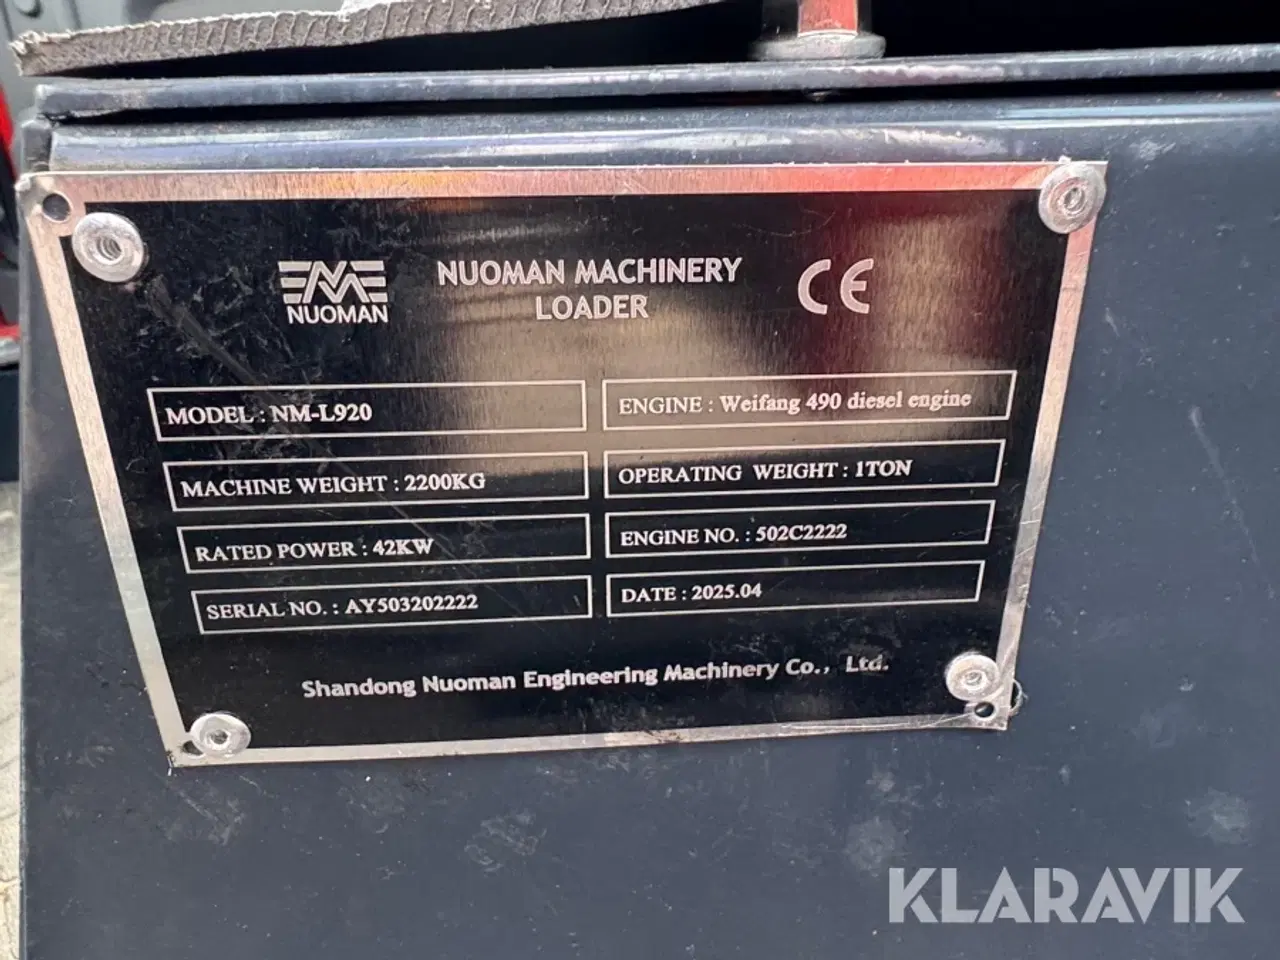 NUOMAN
NUOMAN MACHINERY
LOADER
CE
MODEL : NM-L920
ENGINE : Weifang 490 diesel engine
MACHINE WEIGHT : 2200KG
OPERATING WEIGHT : 1TON
RATED POWER : 42KW
ENGINE NO. : 502C2222
SERIAL NO. : AY503202222
DATE : 2025.04
Shandong Nuoman Engineering Machinery Co., Ltd.
KLARAVIK